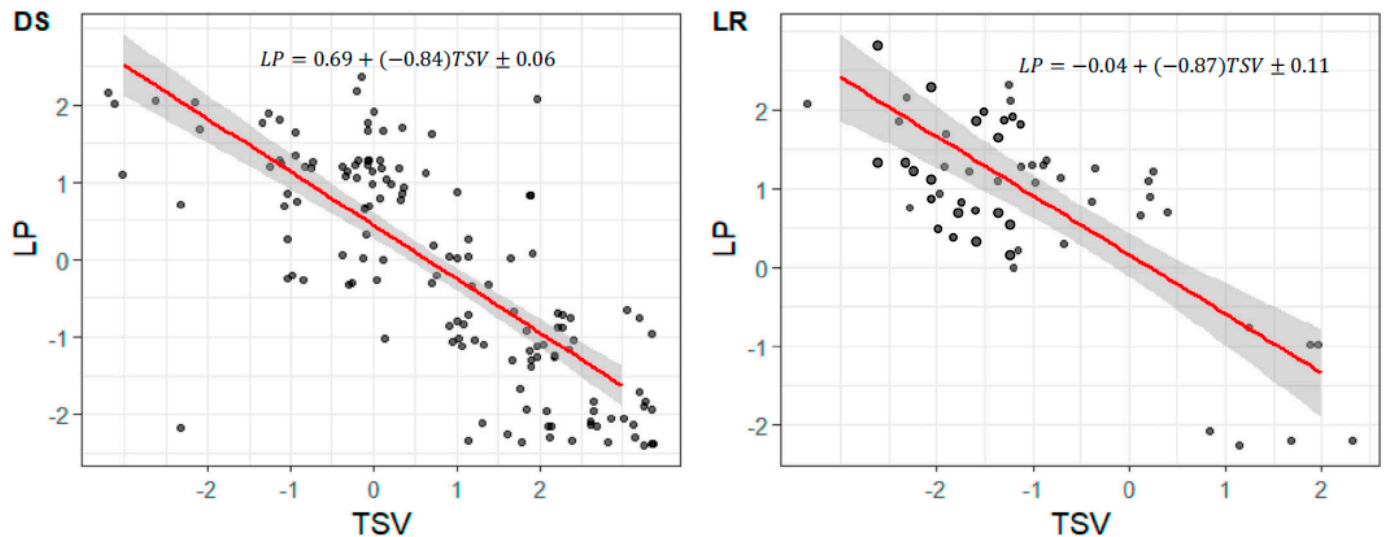 DS
LP = 0.69 + (−0.84)TSV ± 0.06
2
1
0
-1
-2
LP
-2
-1
0
1
2
TSV
LR
LP = −0.04 + (−0.87)TSV ± 0.11
2
1
0
-1
-2
LP
-2
-1
0
1
2
TSV